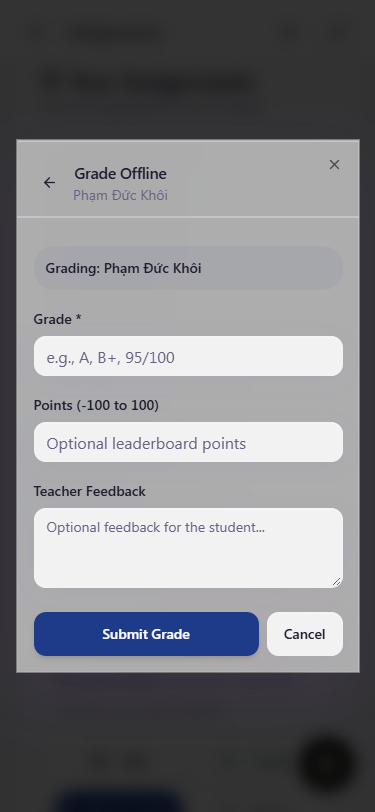 Grade Offline
Phạm Đức Khôi
Grading: Phạm Đức Khôi
Grade *
e.g., A, B+, 95/100
Points (-100 to 100)
Optional leaderboard points
Teacher Feedback
Optional feedback for the student...
Submit Grade
Cancel